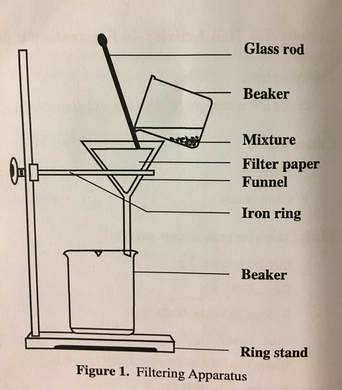 Glass rod
Beaker
Mixture
Filter paper
Funnel
Iron ring
Beaker
Ring stand
Figure 1. Filtering Apparatus